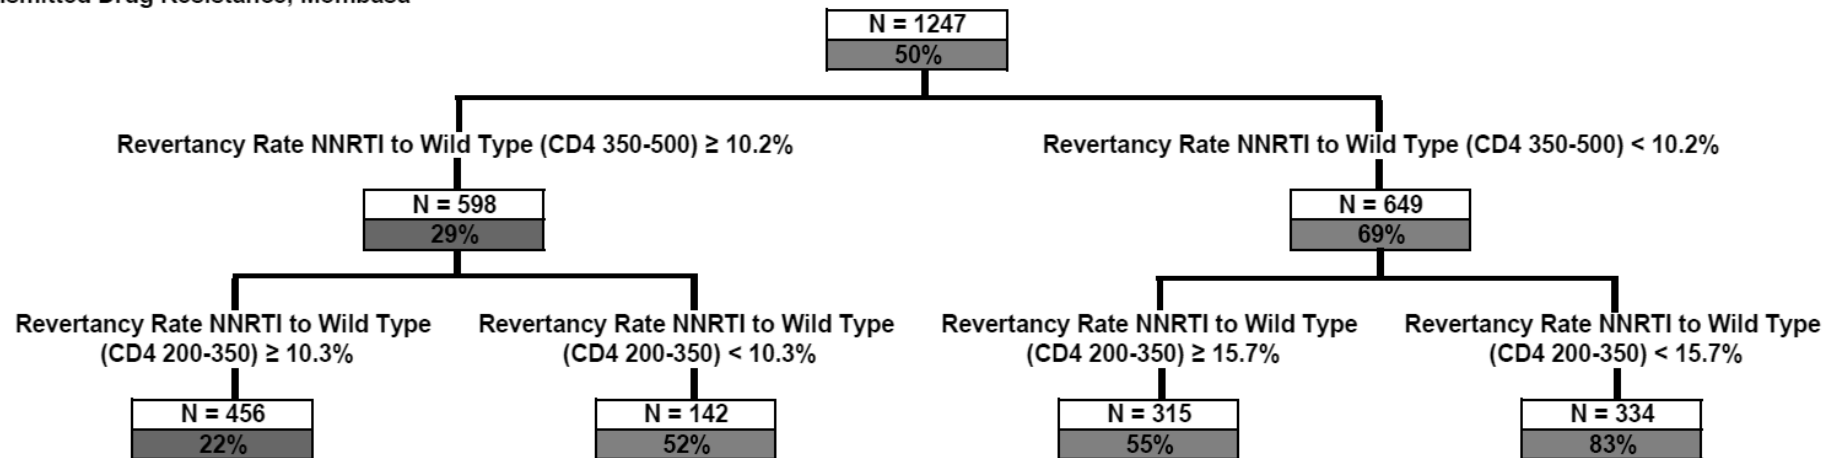 Drug Resistance, Mombasa
N = 1247
50%
Revertancy Rate NNRTI to Wild Type (CD4 350-500) ≥ 10.2%
Revertancy Rate NNRTI to Wild Type (CD4 350-500) < 10.2%
N = 598
29%
N = 649
69%
Revertancy Rate NNRTI to Wild Type
(CD4 200-350) ≥ 10.3%
Revertancy Rate NNRTI to Wild Type
(CD4 200-350) < 10.3%
Revertancy Rate NNRTI to Wild Type
(CD4 200-350) ≥ 15.7%
Revertancy Rate NNRTI to Wild Type
(CD4 200-350) < 15.7%
N = 456
22%
N = 142
52%
N = 315
55%
N = 334
83%